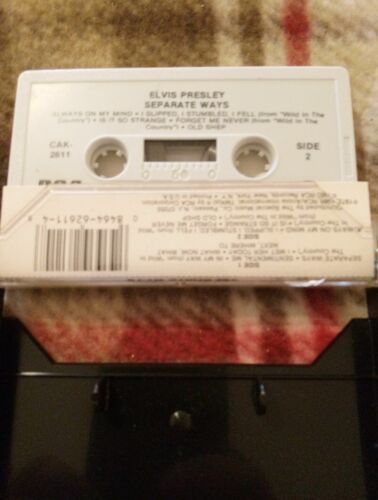 ELVIS PRESLEY
SEPARATE WAYS
ALWAYS ON MY MIND • I SLIPPED, I STUMBLED, I FELL (from "Wild in The
Country") • IS IT SO STRANGE • FORGET ME NEVER (from "Wild in The
Country") • OLD SHEP
CAK-
2611
SIDE
2
SIDE 1
SEPARATE WAYS SENTIMENTAL ME IN MY WAY (from "Wild in
The Country") I MET HER TODAY WHAT NOW, WHAT
NEXT, WHERE TO
SIDE 2
ALWAYS ON MY MIND I SLIPPED, I STUMBLED, I FELL (from "Wild
in The Country") IS IT SO STRANGE FORGET ME NEVER
(from "Wild in The Country") OLD SHEP
0 8464-62611-4